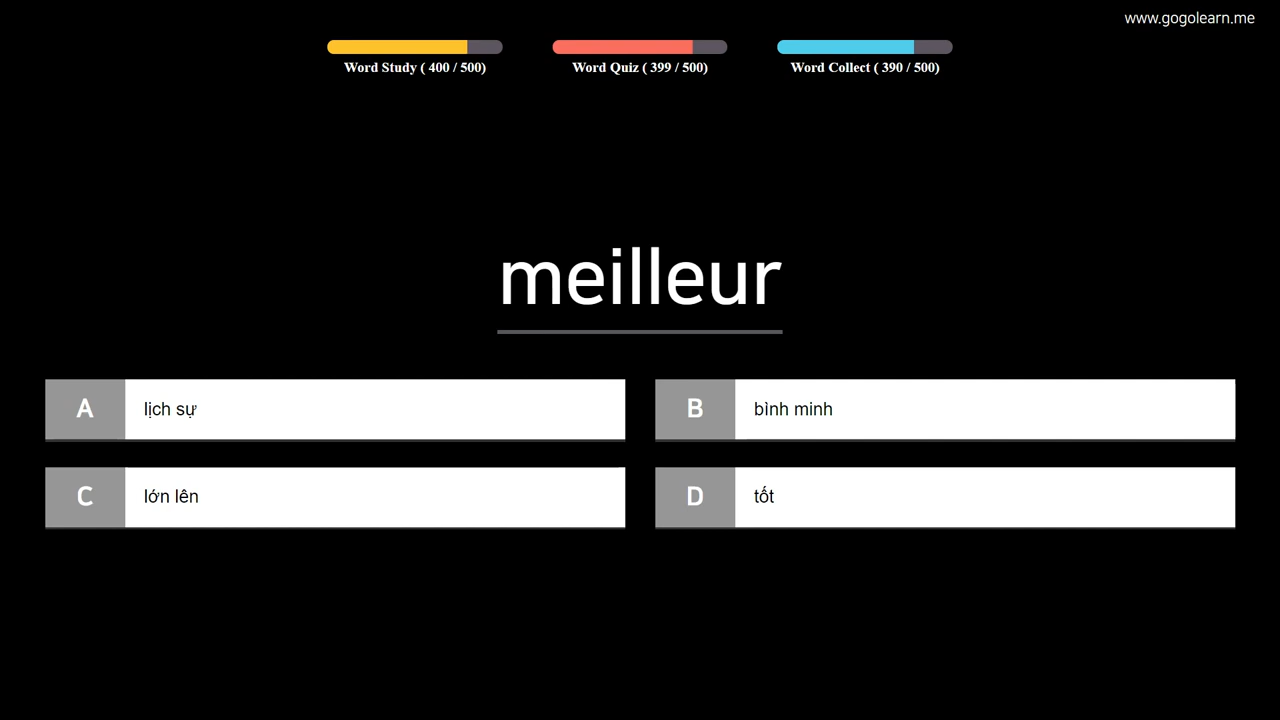 www.gogolearn.me
Word Study ( 400 / 500)
Word Quiz ( 399 / 500)
Word Collect ( 390 / 500)
meilleur
A lịch sự
B bình minh
C lớn lên
D tốt